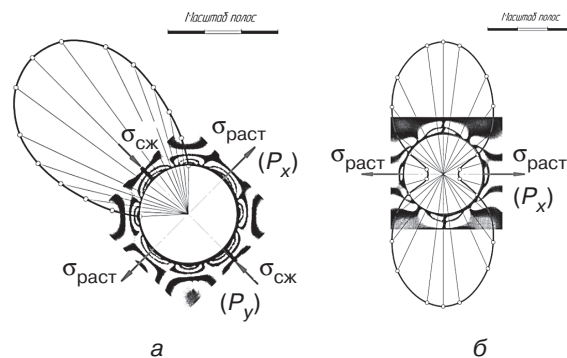 Масштаб полос
Масштаб полос
σсж
σраст
(Px)
σраст
σсж
(Py)
σраст
σраст
(Px)
а
б